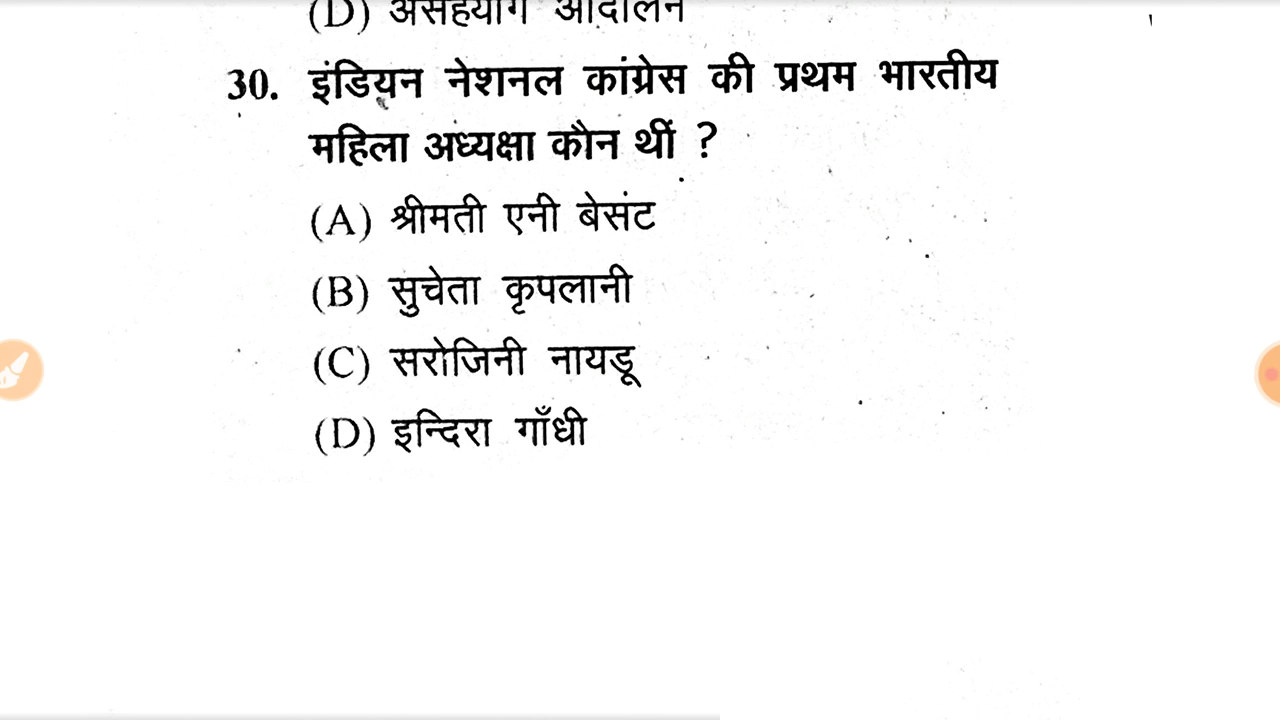 (D) असहयोग आंदोलन
30. इंडियन नेशनल कांग्रेस की प्रथम भारतीय
महिला अध्यक्षा कौन थीं ?
(A) श्रीमती एनी बेसंट
(B) सुचेता कृपलानी
(C) सरोजिनी नायडू
(D) इन्दिरा गाँधी